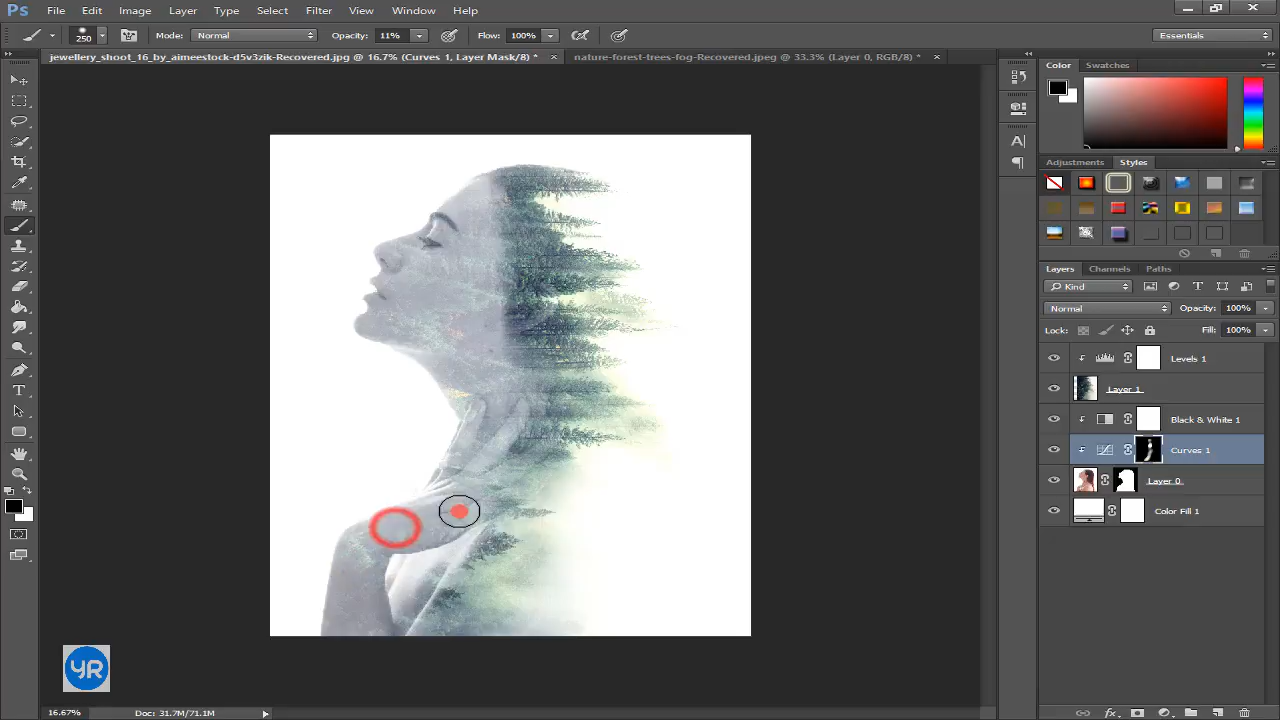 Ps File Edit Image Layer Type Select Filter View Window Help
250 Mode: Normal Opacity: 11% Flow: 100% Essentials
jewellery_shoot_16_by_aimeestock-d5v3zik-Recovered.jpg @ 16.7% (Curves 1, Layer Mask/8) * × nature-forest-trees-fog-Recovered.jpeg @ 33.3% (Layer 0, RGB/8) * ×
Color Swatches
Adjustments Styles
Layers Channels Paths
Kind
Normal Opacity: 100%
Lock: Fill: 100%
Levels 1
Layer 1
Black & White 1
Curves 1
Layer 0
Color Fill 1
YR
16.67% Doc: 31.7M/71.1M